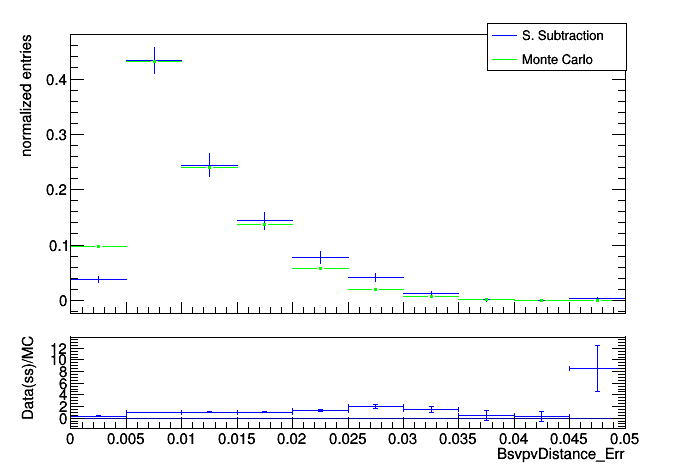 S. Subtraction
Monte Carlo
normalized entries
0.4
0.3
0.2
0.1
0
Data(ss)/MC
12
10
8
6
4
2
0
0 0.005 0.01 0.015 0.02 0.025 0.03 0.035 0.04 0.045 0.05
BsvpvDistance_Err